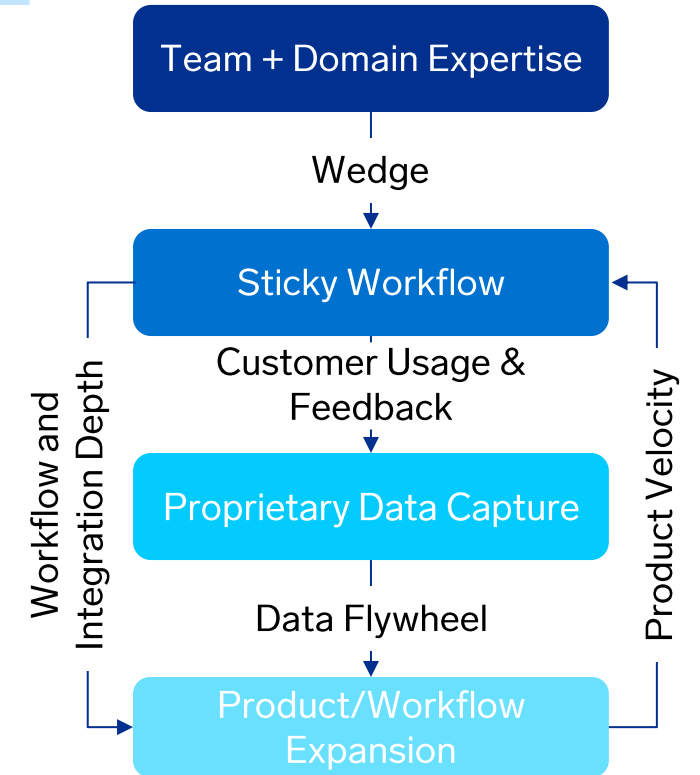 Team + Domain Expertise
Wedge
Sticky Workflow
Customer Usage &
Feedback
Workflow and
Integration Depth
Product Velocity
Proprietary Data Capture
Data Flywheel
Product/Workflow
Expansion